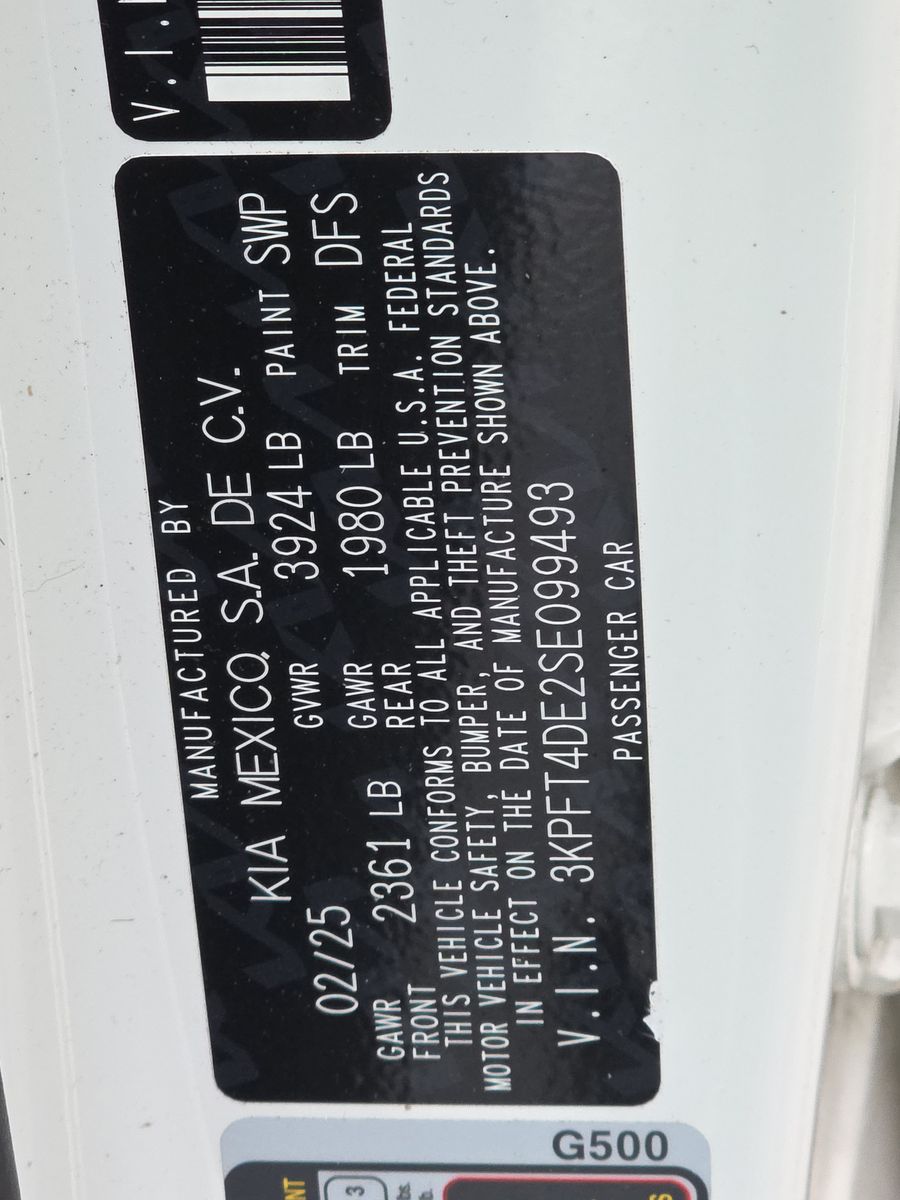 V.I.
MANUFACTURED BY
KIA MEXICO, S.A. DE C.V.
02/25 GVWR 3924 LB PAINT SWP
GAWR FRONT 2361 LB GAWR REAR 1980 LB TRIM DFS
THIS VEHICLE CONFORMS TO ALL APPLICABLE U.S.A. FEDERAL
MOTOR VEHICLE SAFETY, BUMPER, AND THEFT PREVENTION STANDARDS
IN EFFECT ON THE DATE OF MANUFACTURE SHOWN ABOVE.
V.I.N. 3KPFT4DE2SE099493
PASSENGER CAR
G500
NT
3